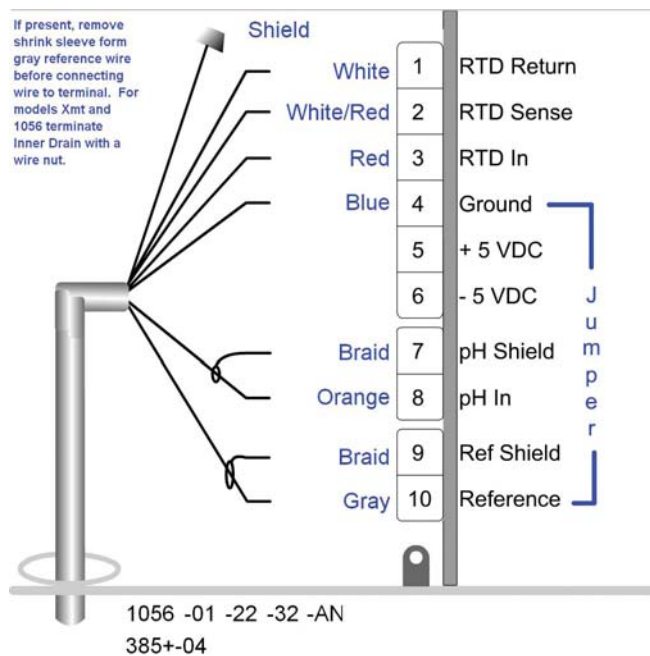 If present, remove
shrink sleeve form
gray reference wire
before connecting
wire to terminal. For
models Xmt and
1056 terminate
Inner Drain with a
wire nut.
Shield
White 1 RTD Return
White/Red 2 RTD Sense
Red 3 RTD In
Blue 4 Ground
5 + 5 VDC
6 - 5 VDC
Braid 7 pH Shield
Orange 8 pH In
Braid 9 Ref Shield
Gray 10 Reference
Jumper
1056 -01 -22 -32 -AN
385+-04